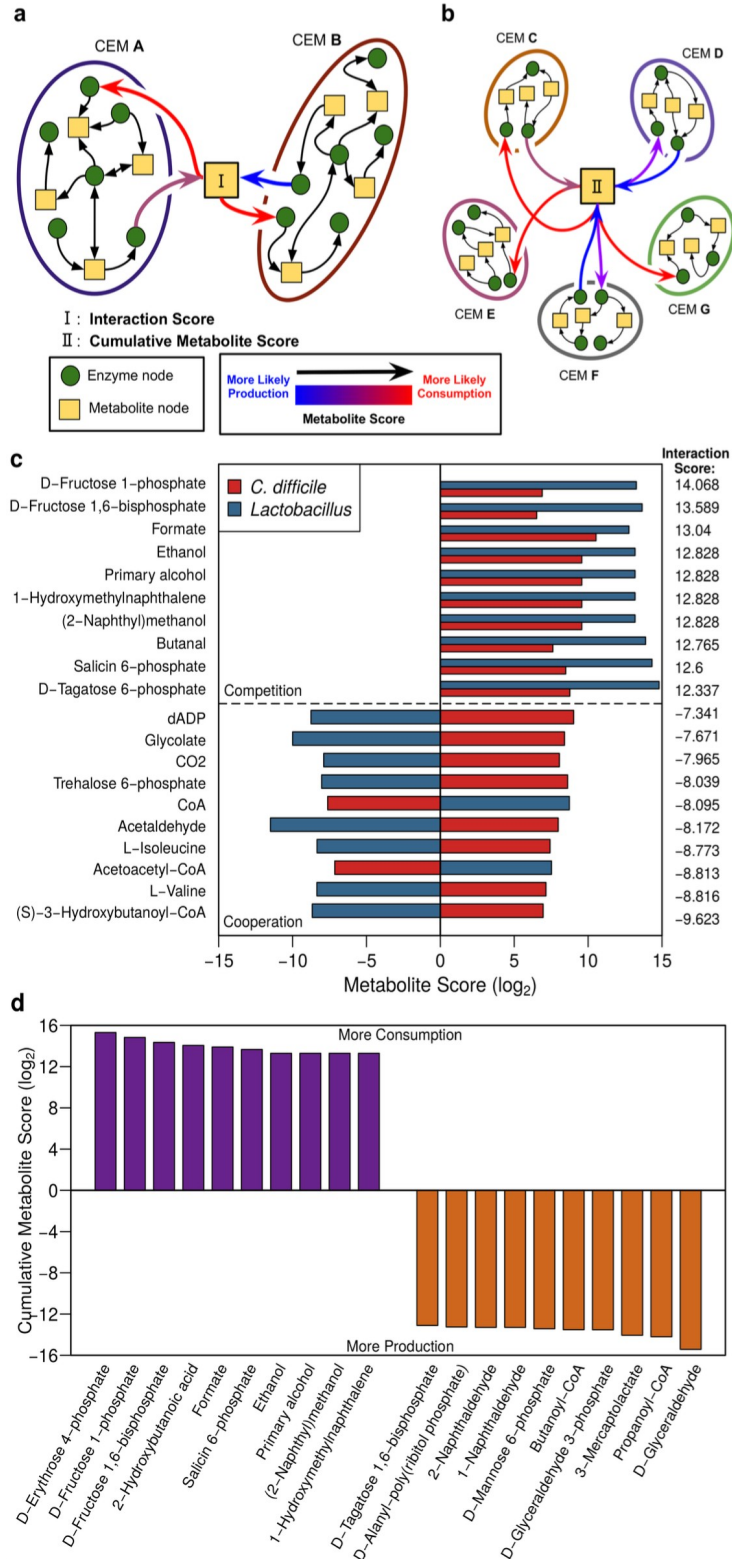 a
CEM A
CEM B
I
I : Interaction Score
II : Cumulative Metabolite Score
Enzyme node
Metabolite node
More Likely Production
More Likely Consumption
Metabolite Score
b
CEM C
CEM D
II
CEM E
CEM F
CEM G
c
Interaction Score:
C. difficile
Lactobacillus
D−Fructose 1−phosphate 14.068
D−Fructose 1,6−bisphosphate 13.589
Formate 13.04
Ethanol 12.828
Primary alcohol 12.828
1−Hydroxymethylnaphthalene 12.828
(2−Naphthyl)methanol 12.828
Butanal 12.765
Salicin 6−phosphate 12.6
D−Tagatose 6−phosphate 12.337
Competition
dADP −7.341
Glycolate −7.671
CO2 −7.965
Trehalose 6−phosphate −8.039
CoA −8.095
Acetaldehyde −8.172
L−Isoleucine −8.773
Acetoacetyl−CoA −8.813
L−Valine −8.816
(S)−3−Hydroxybutanoyl−CoA −9.623
Cooperation
−15 −10 −5 0 5 10 15
Metabolite Score (log2)
d
Cumulative Metabolite Score (log2)
16
12
8
4
0
−4
−8
−12
−16
More Consumption
More Production
D−Erythrose 4−phosphate
D−Fructose 1−phosphate
D−Fructose 1,6−bisphosphate
2−Hydroxybutanoic acid
Formate
Salicin 6−phosphate
Ethanol
Primary alcohol
(2−Naphthyl)methanol
1−Hydroxymethylnaphthalene
D−Tagatose 1,6−bisphosphate
D−Alanyl−poly(ribitol phosphate)
2−Naphthaldehyde
1−Naphthaldehyde
D−Mannose 6−phosphate
Butanoyl−CoA
D−Glyceraldehyde 3−phosphate
3−Mercaptolactate
Propanoyl−CoA
D−Glyceraldehyde